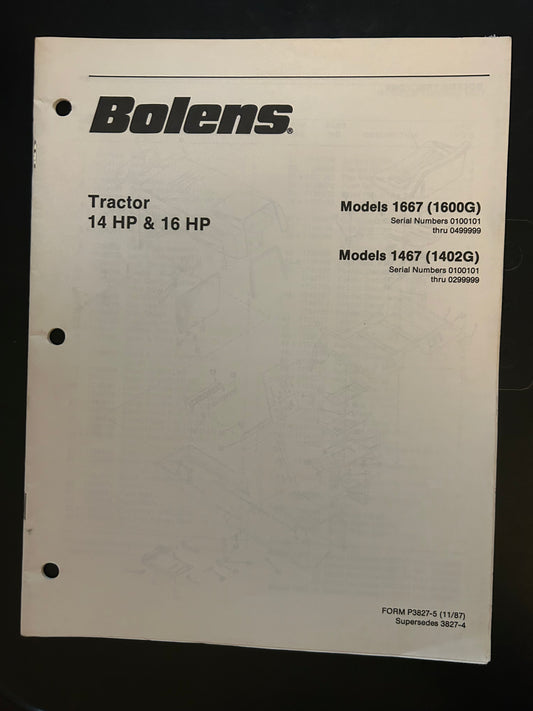 Bolens®
Tractor
14 HP & 16 HP
Models 1667 (1600G)
Serial Numbers 0100101
thru 0499999
Models 1467 (1402G)
Serial Numbers 0100101
thru 0299999
FORM P3827-5 (11/87)
Supersedes 3827-4